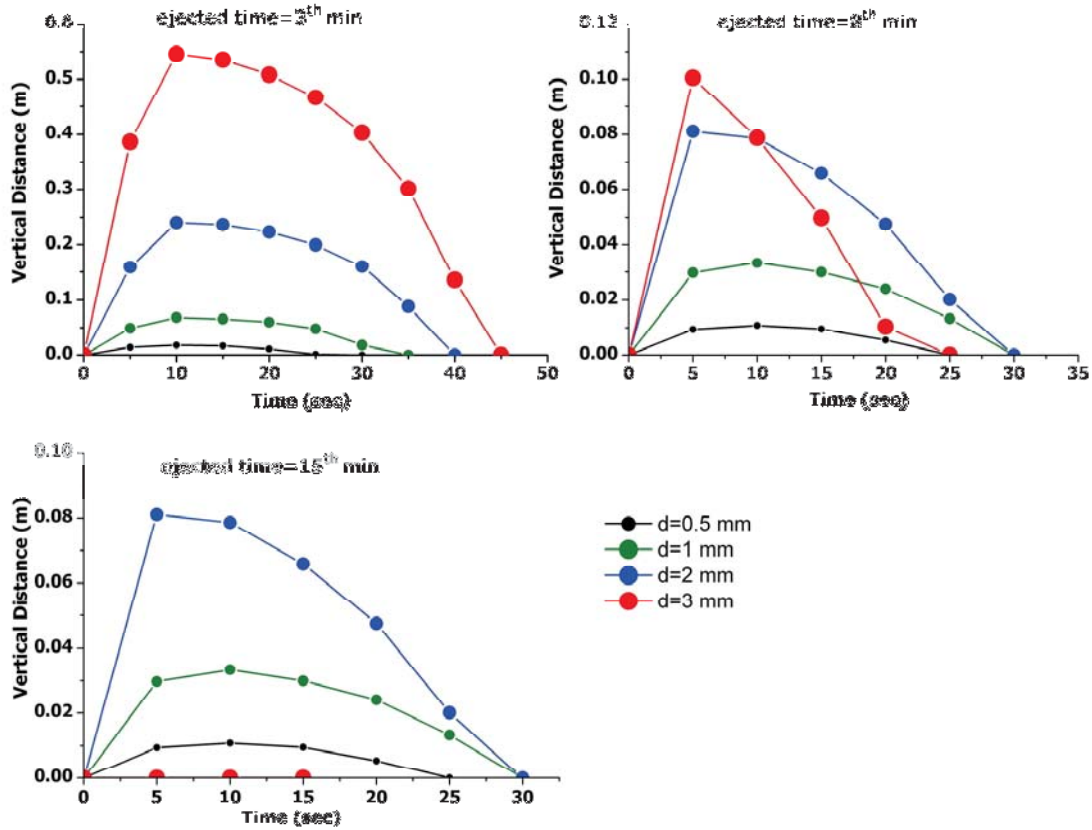 ejected time=3th min
0.6
0.5
0.4
0.3
0.2
0.1
0.0
Vertical Distance (m)
0 10 20 30 40 50
Time (sec)
ejected time=8th min
0.12
0.10
0.08
0.06
0.04
0.02
0.00
Vertical Distance (m)
0 5 10 15 20 25 30 35
Time (sec)
ejected time=15th min
0.10
0.08
0.06
0.04
0.02
0.00
Vertical Distance (m)
0 5 10 15 20 25 30
Time (sec)
d=0.5 mm
d=1 mm
d=2 mm
d=3 mm